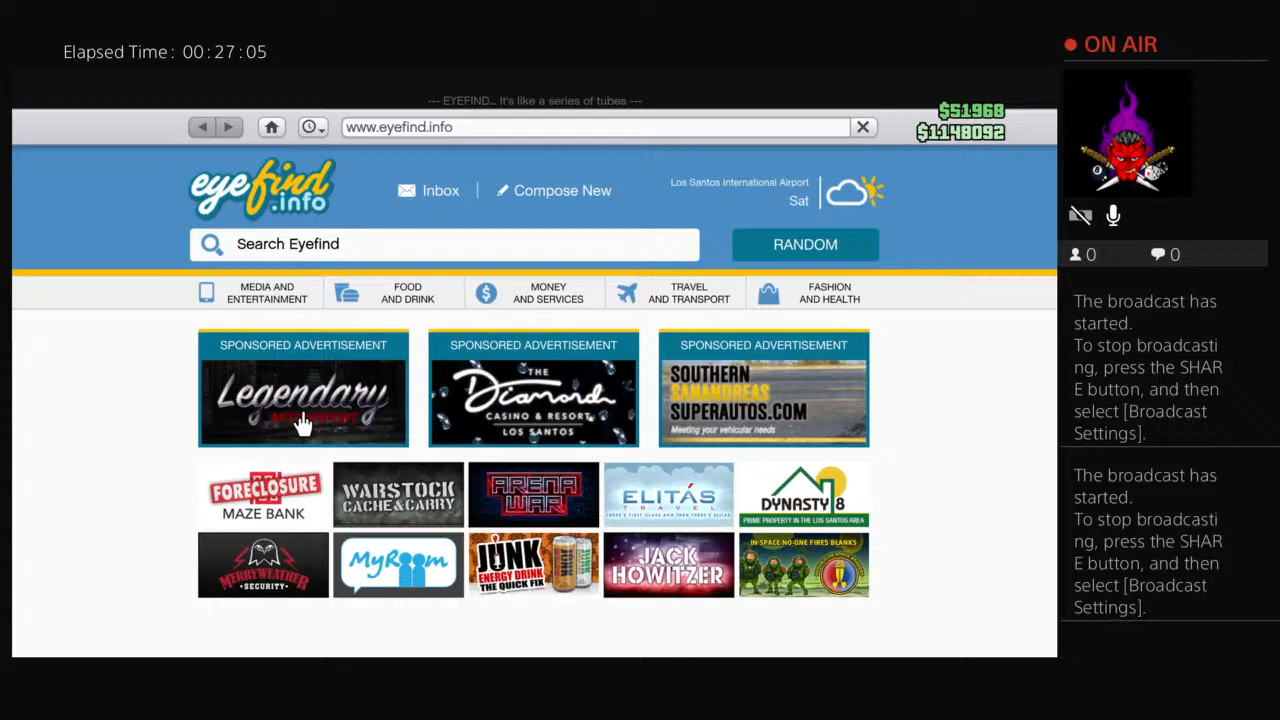 Elapsed Time: 00:27:05
ON AIR
--- EYEFIND... It's like a series of tubes ---
www.eyefind.info
$51968
$1148092
eyefind
.info
Inbox
Compose New
Los Santos International Airport
Sat
Search Eyefind
RANDOM
MEDIA AND
ENTERTAINMENT
FOOD
AND DRINK
MONEY
AND SERVICES
TRAVEL
AND TRANSPORT
FASHION
AND HEALTH
SPONSORED ADVERTISEMENT
Legendary
SPONSORED ADVERTISEMENT
THE
Diamond
CASINO & RESORT
LOS SANTOS
SPONSORED ADVERTISEMENT
SOUTHERN
SANANDREAS
SUPERAUTOS.COM
Meeting your vehicular needs
FORECLOSURE
MAZE BANK
WARSTOCK
CACHE & CARRY
ARENA
WAR
ELITÁS
TRAVEL
THERE'S FIRST CLASS AND THEN THERE'S ELITÁS.
DYNASTY 8
PRIME PROPERTY IN THE LOS SANTOS AREA
MERRYWEATHER
SECURITY
MyRoom
JUNK
ENERGY DRINK
THE QUICK FIX
JACK
HOWITZER
IN SPACE NO-ONE FIRES BLANKS
0
0
The broadcast has
started.
To stop broadcasti
ng, press the SHAR
E button, and then
select [Broadcast
Settings].
The broadcast has
started.
To stop broadcasti
ng, press the SHAR
E button, and then
select [Broadcast
Settings].